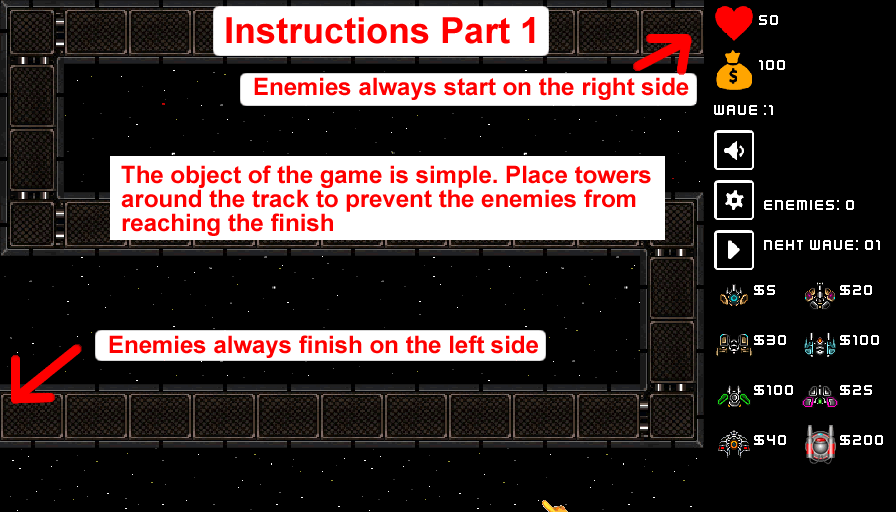 Instructions Part 1
50
Enemies always start on the right side
100
WAVE :1
The object of the game is simple. Place towers
around the track to prevent the enemies from
reaching the finish
ENEMIES: 0
NEXT WAVE: 01
$5
$20
Enemies always finish on the left side
$30
$100
$100
$25
$40
$200